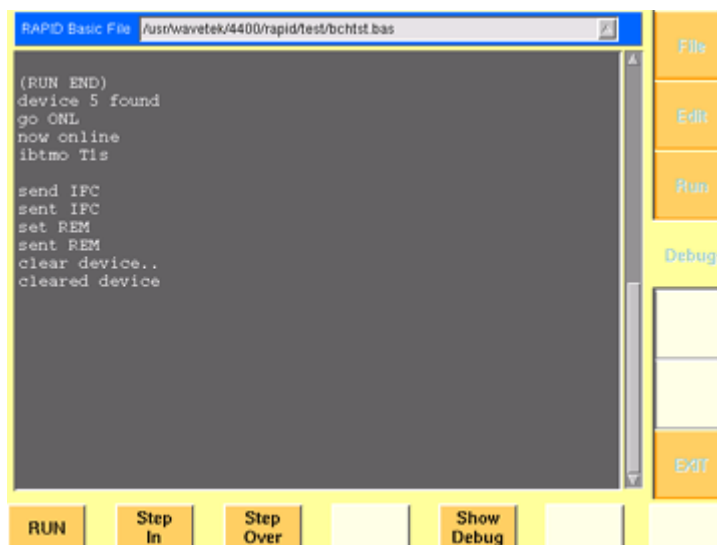 RAPID Basic File /usr/wavetek/4400/rapid/test/bchtst.bas
File
Edit
Run
Debug
EXIT
(RUN END)
device 5 found
go ONL
now online
ibtmo T1s
send IFC
sent IFC
set REM
sent REM
clear device..
cleared device
RUN
Step
In
Step
Over
Show
Debug